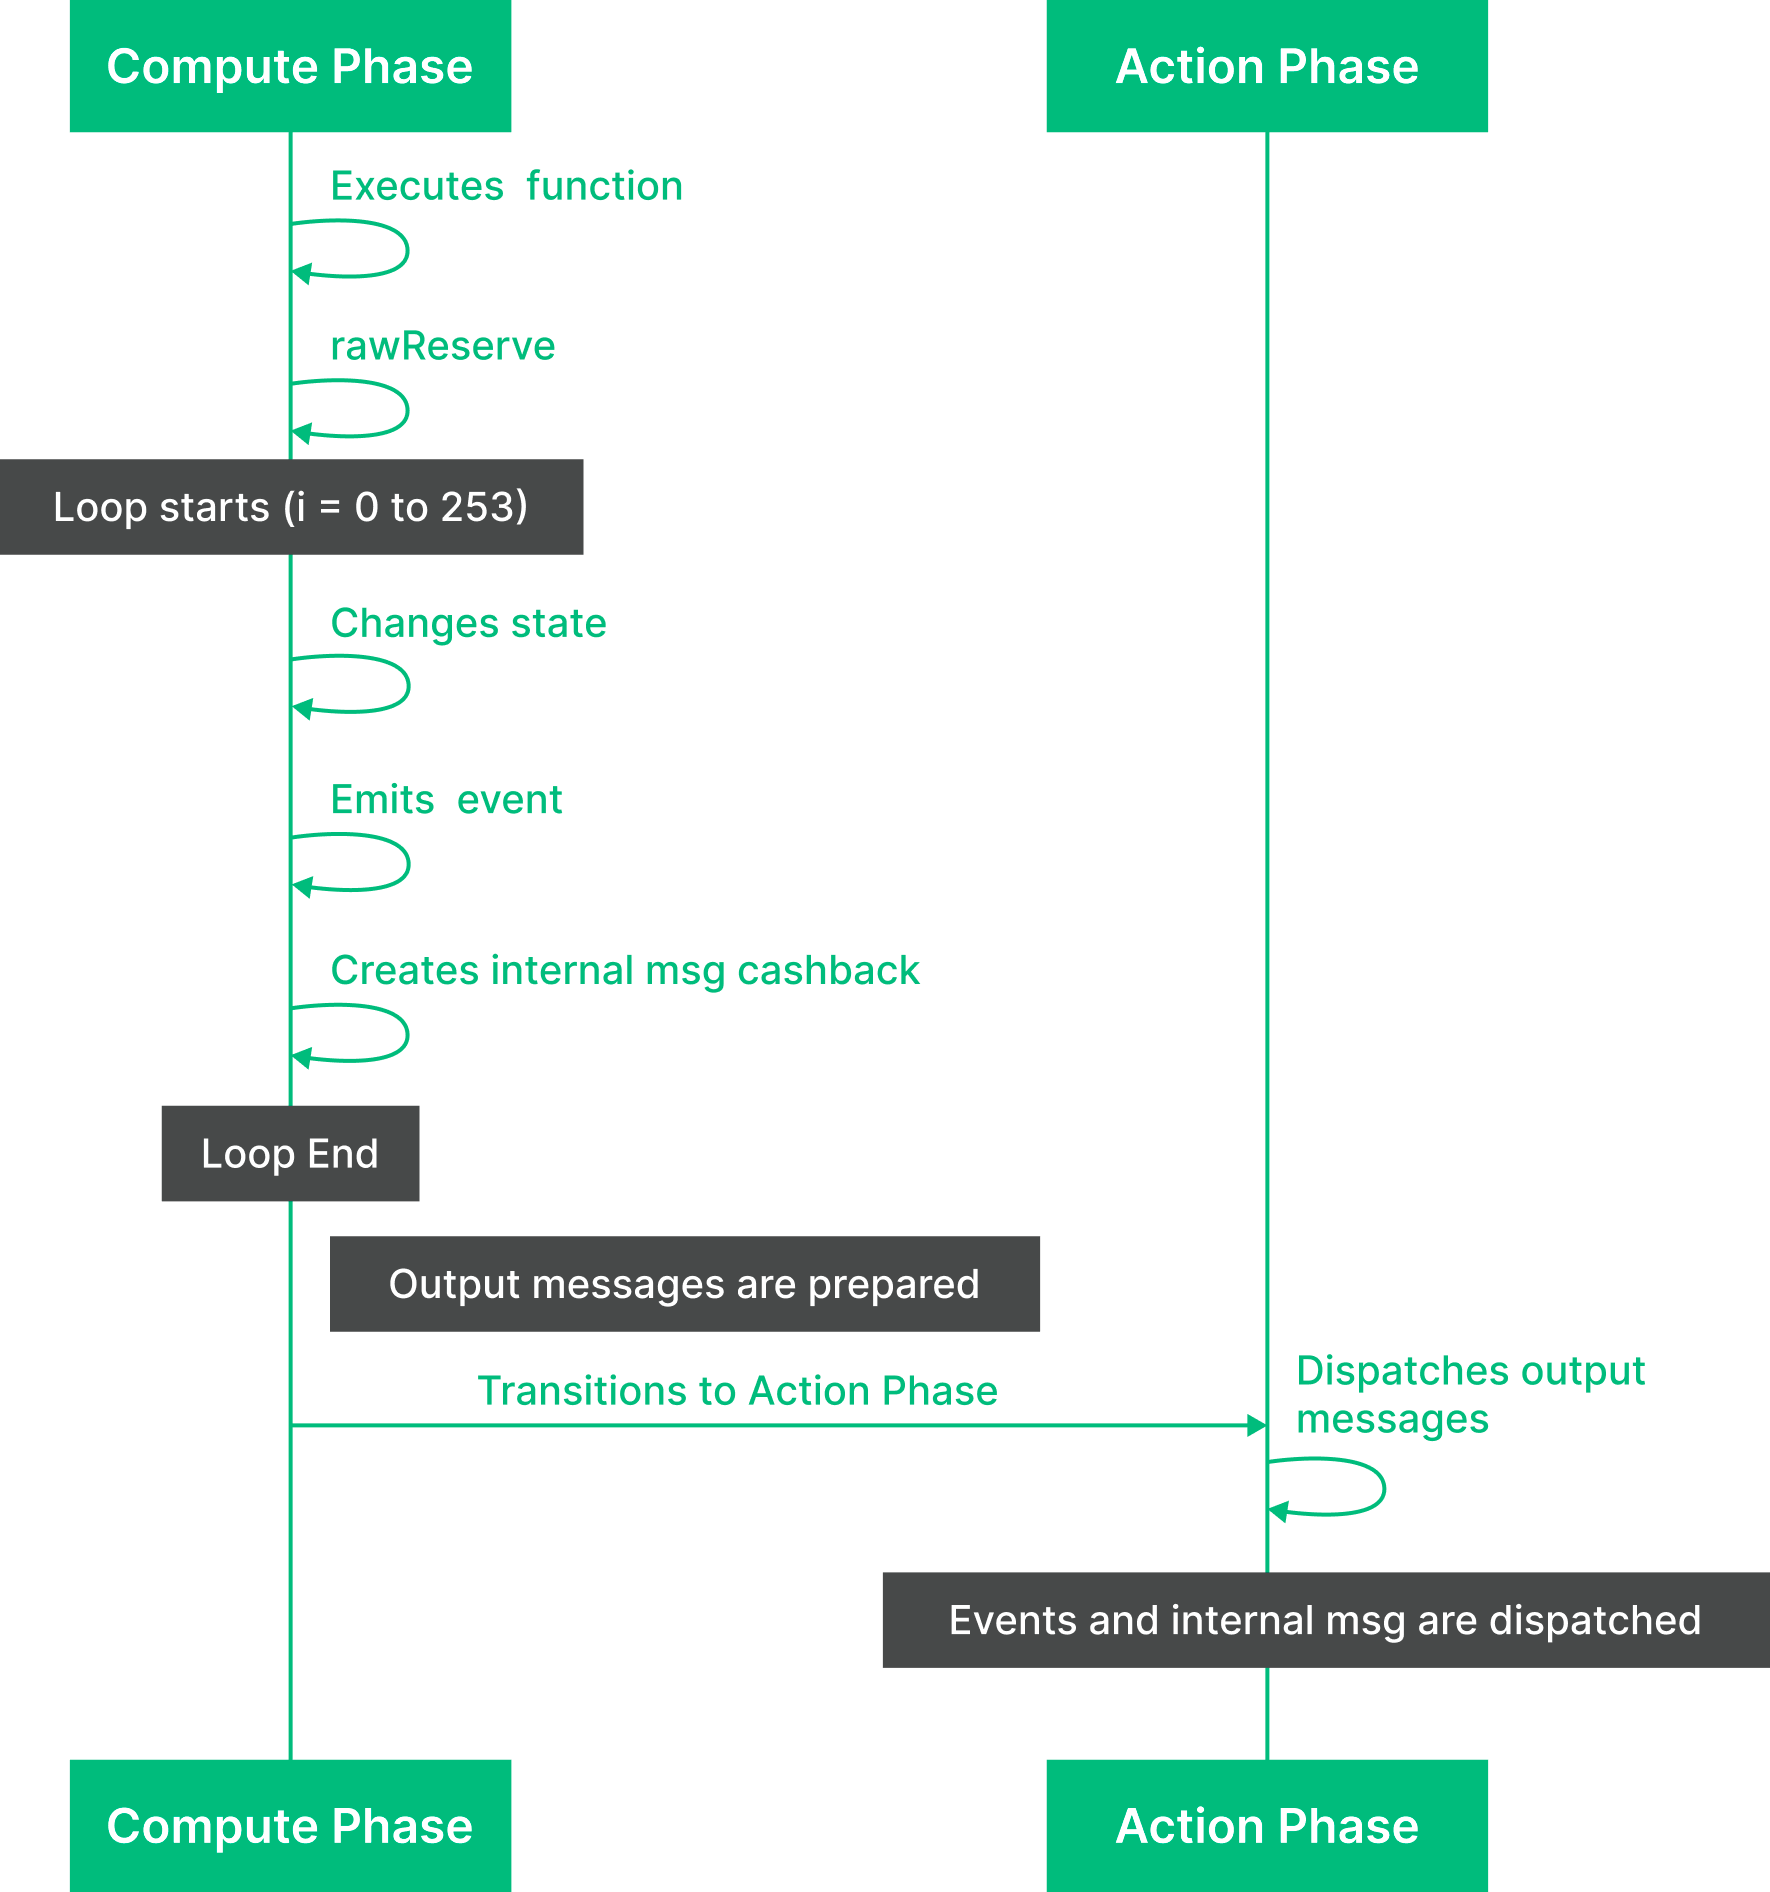 Compute Phase
Action Phase
Executes  function
rawReserve
Loop starts (i = 0 to 253)
Changes state
Emits  event
Creates internal msg cashback
Loop End
Output messages are prepared
Transitions to Action Phase
Dispatches output
messages
Events and internal msg are dispatched
Compute Phase
Action Phase